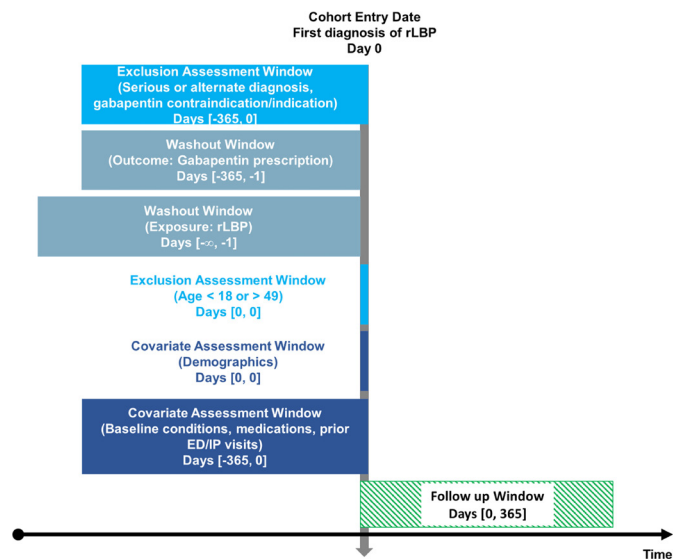 Cohort Entry Date
First diagnosis of rLBP
Day 0
Exclusion Assessment Window
(Serious or alternate diagnosis,
gabapentin contraindication/indication)
Days [-365, 0]
Washout Window
(Outcome: Gabapentin prescription)
Days [-365, -1]
Washout Window
(Exposure: rLBP)
Days [-∞, -1]
Exclusion Assessment Window
(Age < 18 or > 49)
Days [0, 0]
Covariate Assessment Window
(Demographics)
Days [0, 0]
Covariate Assessment Window
(Baseline conditions, medications, prior
ED/IP visits)
Days [-365, 0]
Follow up Window
Days [0, 365]
Time